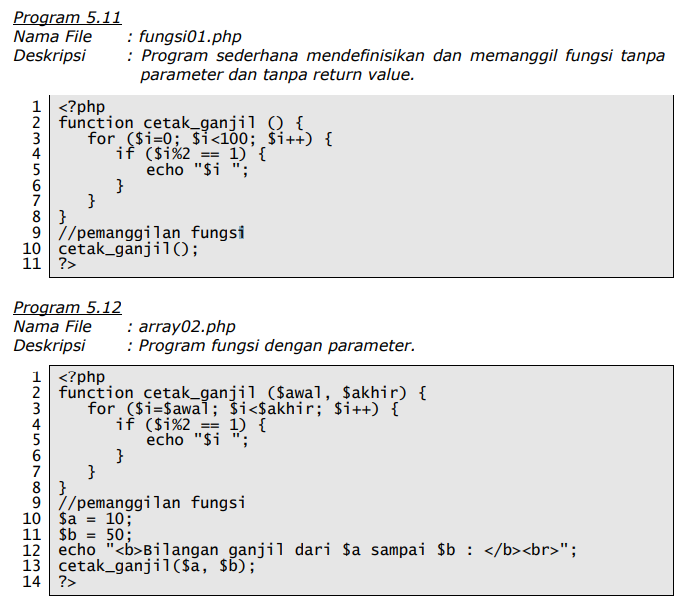 Program 5.11
Nama File : fungsi01.php
Deskripsi : Program sederhana mendefinisikan dan memanggil fungsi tanpa
parameter dan tanpa return value.
1 <?php
2 function cetak_ganjil () {
3 for ($i=0; $i<100; $i++) {
4 if ($i%2 == 1) {
5 echo "$i ";
6 }
7 }
8 }
9 //pemanggilan fungsi
10 cetak_ganjil();
11 ?>
Program 5.12
Nama File : array02.php
Deskripsi : Program fungsi dengan parameter.
1 <?php
2 function cetak_ganjil ($awal, $akhir) {
3 for ($i=$awal; $i<$akhir; $i++) {
4 if ($i%2 == 1) {
5 echo "$i ";
6 }
7 }
8 }
9 //pemanggilan fungsi
10 $a = 10;
11 $b = 50;
12 echo "<b>Bilangan ganjil dari $a sampai $b : </b><br>";
13 cetak_ganjil($a, $b);
14 ?>